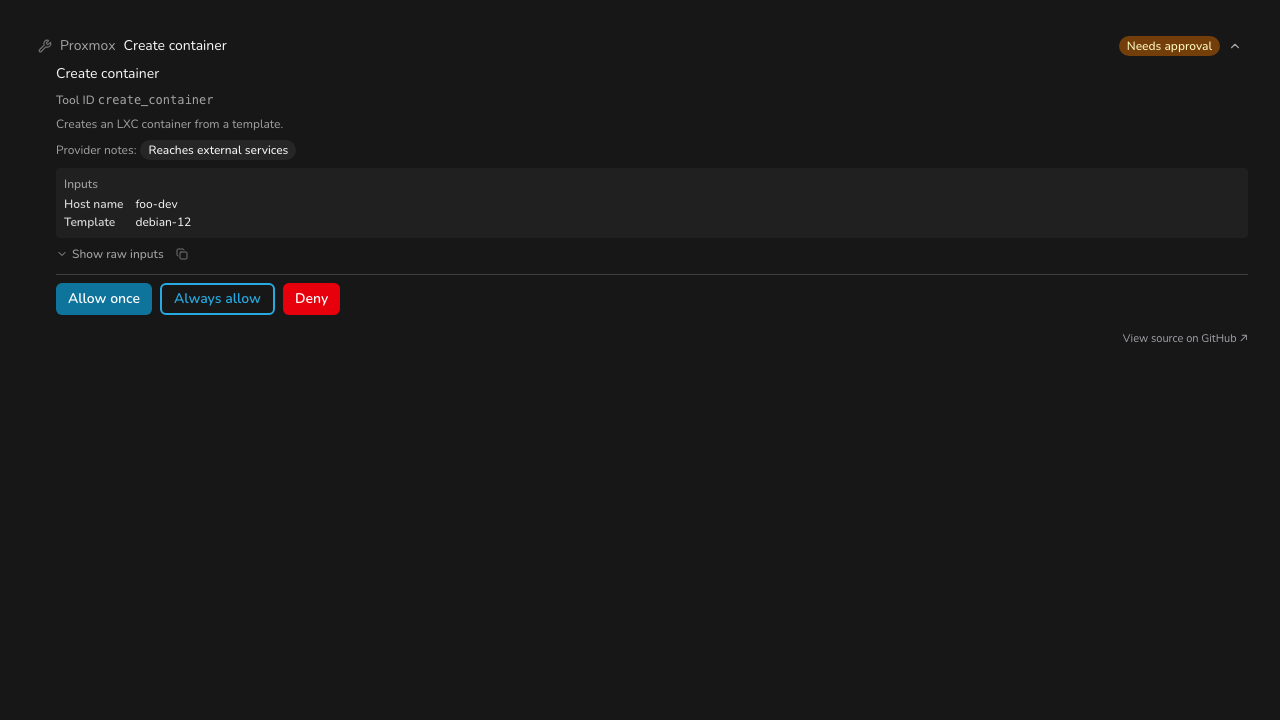 Proxmox Create container Needs approval
Create container
Tool ID create_container
Creates an LXC container from a template.
Provider notes: Reaches external services
Inputs
Host name foo-dev
Template debian-12
Show raw inputs
Allow once Always allow Deny
View source on GitHub ↗